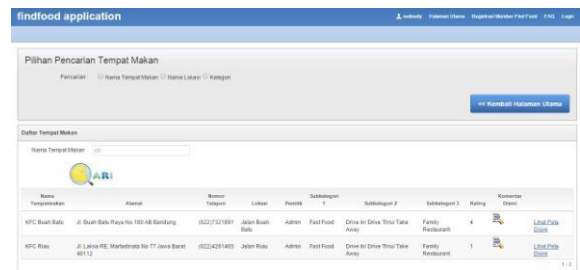 findfood application
nobody Halaman Utama Registrasi Member Find Food FAQ Login
Pilihan Pencarian Tempat Makan
Pencarian Nama Tempat Makan Nama Lokasi Kategori
<< Kembali Halaman Utama
Daftar Tempat Makan
Nama Tempat Makan
CARI
Nama Tempatmakan Alamat Nomor Telepon Lokasi Pemilik Subkategori 1 Subkategori 2 Subkategori 3 Rating Komentar Disini
KFC Buah Batu Jl. Buah Batu Raya No.169 AB Bandung (022)7321891 Jalan Buah Batu Admin Fast Food Drive In/ Drive Thru/ Take Away Family Restaurant 4 Lihat Peta Disini
KFC Riau Jl. Laksa RE. Martadinata No 77 Jawa Barat 40112 (022)4261465 Jalan Riau Admin Fast Food Drive In/ Drive Thru/ Take Away Family Restaurant 1 Lihat Peta Disini
1 - 2